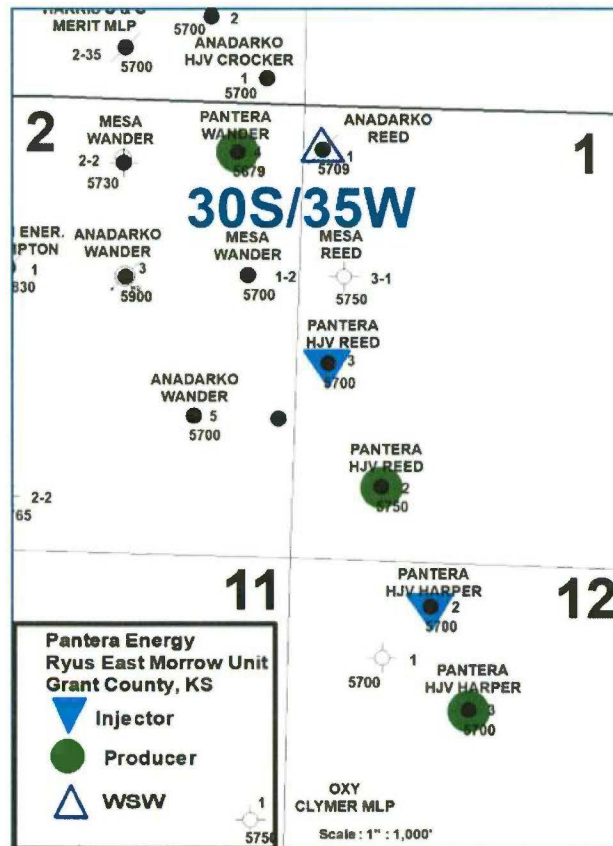 MERIT MLP
2-35
5700
5700
2
ANADARKO
HJV CROCKER
1
5700
2
MESA
WANDER
2-2
5730
PANTERA
WANDER
4
5679
ANADARKO
REED
1
5709
1
30S/35W
ENER.
1
ANADARKO
WANDER
3
5900
MESA
WANDER
1-2
5700
MESA
REED
3-1
5750
PANTERA
HJV REED
3
5700
ANADARKO
WANDER
5
5700
PANTERA
HJV REED
2
5750
2-2
11
PANTERA
HJV HARPER
2
5700
12
1
5700
PANTERA
HJV HARPER
3
5700
Pantera Energy
Ryus East Morrow Unit
Grant County, KS
Injector
Producer
WSW
1
5750
OXY
CLYMER MLP
Scale : 1" : 1,000'